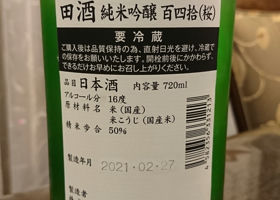 田酒 純米吟醸 百四拾(桜)
要冷蔵
ご購入後は品質保持の為、直射日光を避け、冷蔵で
の保存をお願いいたします。開栓前後にかかわらず、
できるだけお早めにお召し上がりください。
品目 日本酒 内容量 720ml
アルコール分 16度
原材料名 米(国産)
米こうじ(国産米)
精米歩合 50%
製造年月 2021.02.27
製造者